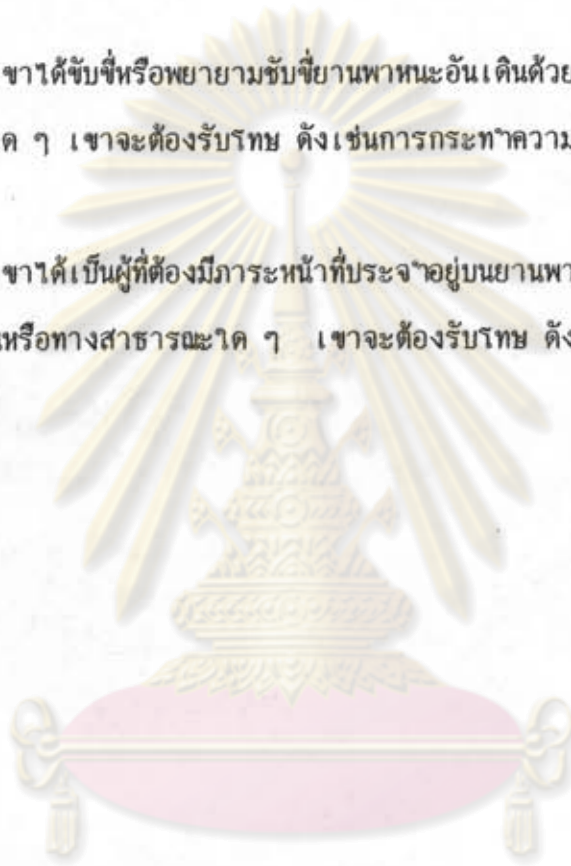 ขาได้ขับขี่หรือพยายามชับขี่ยานพาหนะอันเดินด้วย
ด ๆ เขาจะต้องรับโทษ ดังเช่นการกระทำความ
ขาได้เป็นผู้ที่ต้องมีภาระหน้าที่ประจำอยู่บนยานพา
หรือทางสาธารณะใด ๆ เขาจะต้องรับโทษ ดัง